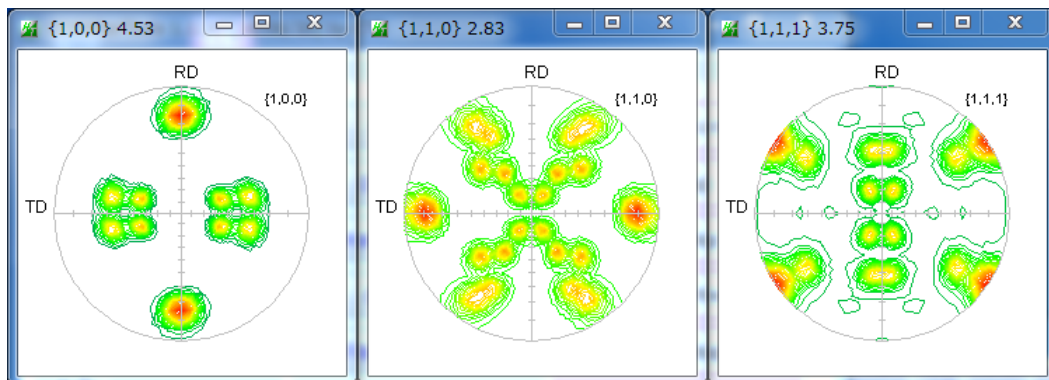 {1,0,0} 4.53
RD
{1,0,0}
TD
{1,1,0} 2.83
RD
{1,1,0}
TD
{1,1,1} 3.75
RD
{1,1,1}
TD